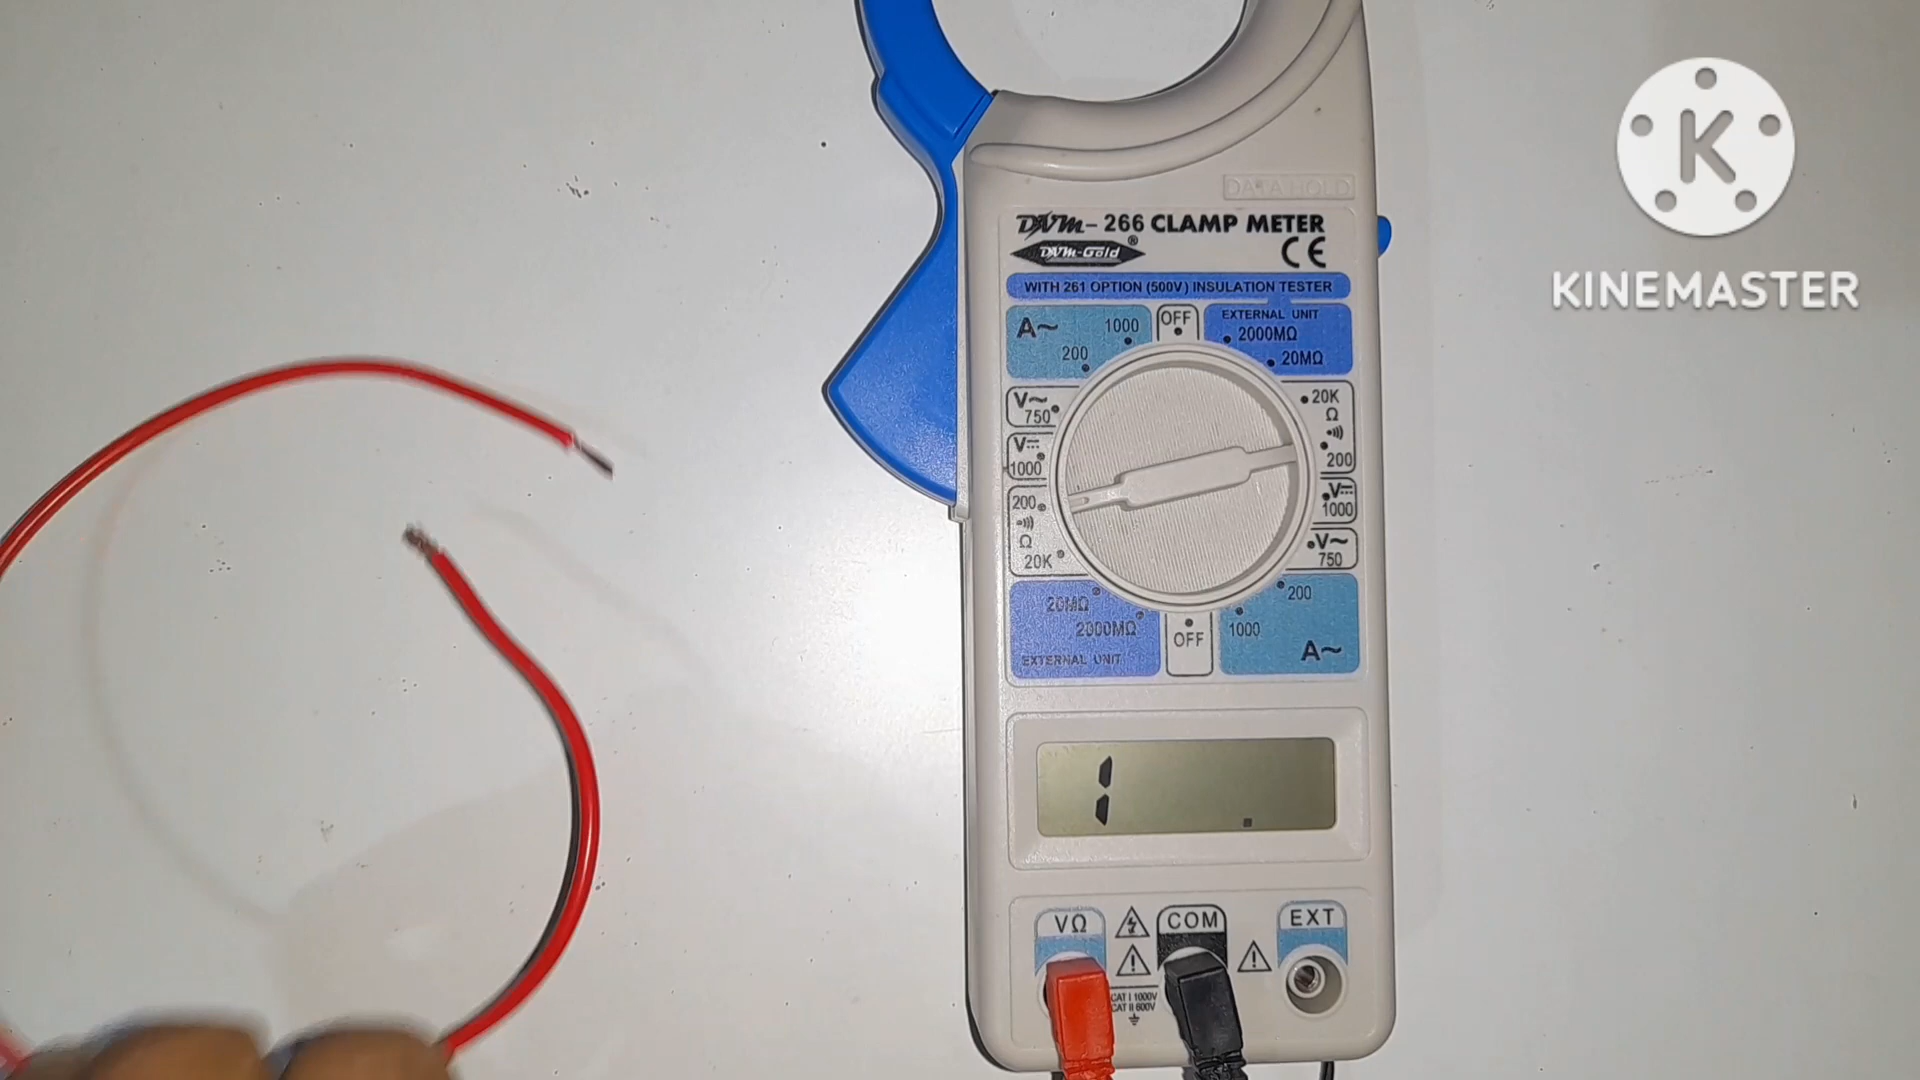 K
KINEMASTER
DATA HOLD
DVM-266 CLAMP METER
DVM-Gold® CE
WITH 261 OPTION (500V) INSULATION TESTER
A~ 1000
200
OFF
EXTERNAL UNIT
2000MΩ
20MΩ
V~
750
V⎓
1000
200
Ω
20K
20MΩ
2000MΩ
EXTERNAL UNIT
20K
Ω
200
V⎓
1000
V~
750
200
1000
A~
OFF
1 .
VΩ
COM
EXT
CAT I 1000V
CAT II 600V